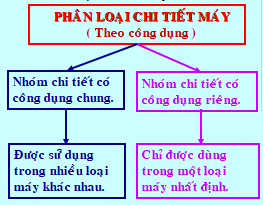 PHÂN LOẠI CHI TIẾT MÁY
( Theo công dụng )
Nhóm chi tiết có
công dụng chung.
Nhóm chi tiết có
công dụng riêng.
Được sử dụng
trong nhiều loại
máy khác nhau.
Chỉ được dùng
trong một loại
máy nhất định.